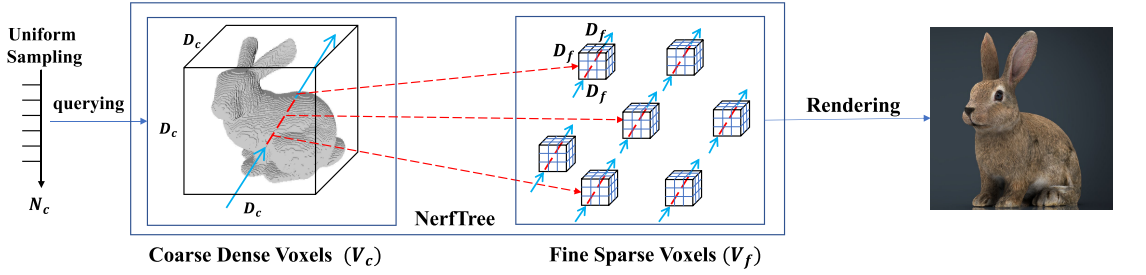 Uniform
Sampling
querying
N_c
D_c
D_c
D_c
D_f
D_f
D_f
NerfTree
Rendering
Coarse Dense Voxels (V_c)
Fine Sparse Voxels (V_f)